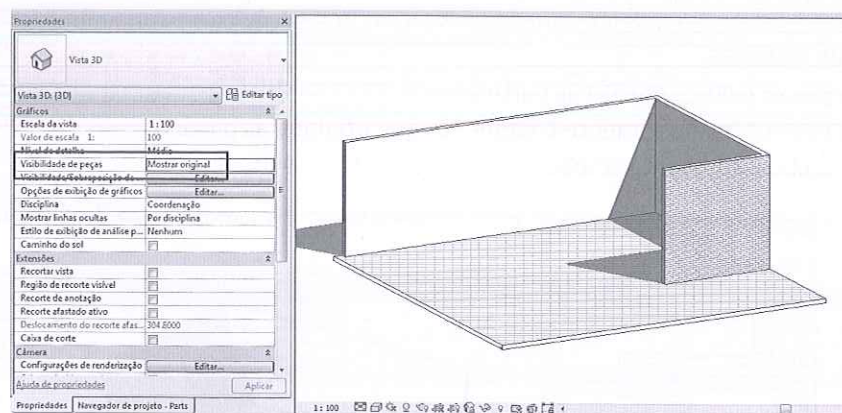 Propriedades
Vista 3D
Vista 3D: {3D}
Editar tipo
Gráficos
Escala da vista 1 : 100
Valor de escala 1: 100
Nível de detalhe Médio
Visibilidade de peças Mostrar original
Visibilidade/Sobreposição de Editar...
Opções de exibição de gráficos Editar...
Disciplina Coordenação
Mostrar linhas ocultas Por disciplina
Estilo de exibição de análise p... Nenhum
Caminho do sol
Extensões
Recortar vista
Região de recorte visível
Recorte de anotação
Recorte afastado ativo
Deslocamento do recorte afas... 304.8000
Caixa de corte
Câmera
Configurações de renderização Editar...
Ajuda de propriedades Aplicar
Propriedades Navegador de projeto - Parts
1 : 100